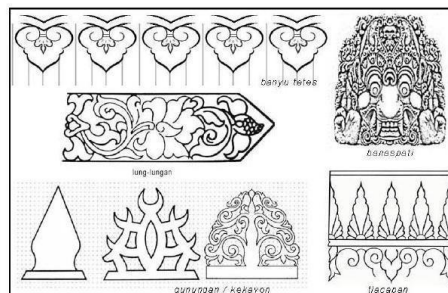 banyu tetes
banaspati
lung-lungan
gunungan / kekayon
tlacapan